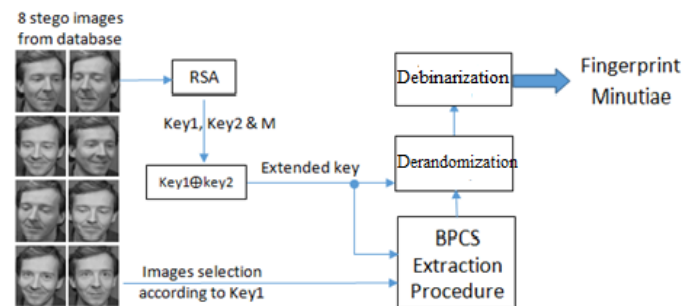 8 stego images
from database
RSA
Key1, Key2 & M
Key1⊕key2
Extended key
Images selection
according to Key1
BPCS
Extraction
Procedure
Derandomization
Debinarization
Fingerprint
Minutiae